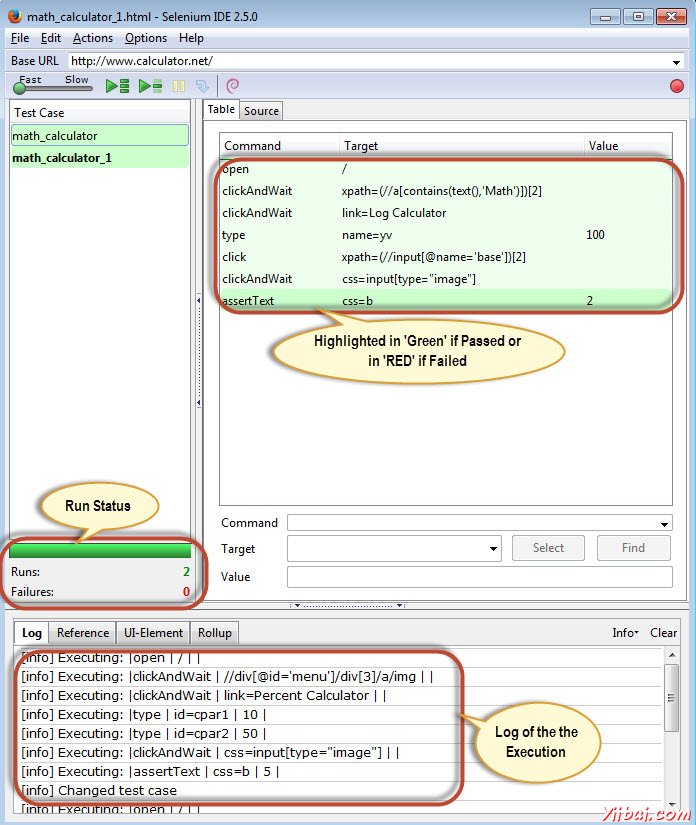 math_calculator_1.html - Selenium IDE 2.5.0
File Edit Actions Options Help
Base URL http://www.calculator.net/
Fast Slow
Test Case
math_calculator
math_calculator_1
Table Source
Command Target Value
open /
clickAndWait xpath=(//a[contains(text(),'Math')])[2]
clickAndWait link=Log Calculator
type name=yv 100
click xpath=(//input[@name='base'])[2]
clickAndWait css=input[type="image"]
assertText css=b 2
Highlighted in 'Green' if Passed or
in 'RED' if Failed
Run Status
Runs: 2
Failures: 0
Command
Target Select Find
Value
Log Reference UI-Element Rollup Info Clear
[info] Executing: |open | / | |
[info] Executing: |clickAndWait | //div[@id='menu']/div[3]/a/img | |
[info] Executing: |clickAndWait | link=Percent Calculator | |
[info] Executing: |type | id=cpar1 | 10 |
[info] Executing: |type | id=cpar2 | 50 |
[info] Executing: |clickAndWait | css=input[type="image"] | |
[info] Executing: |assertText | css=b | 5 |
[info] Changed test case
[info] Executing: |open | / | |
Log of the the
Execution
Yiibai.com